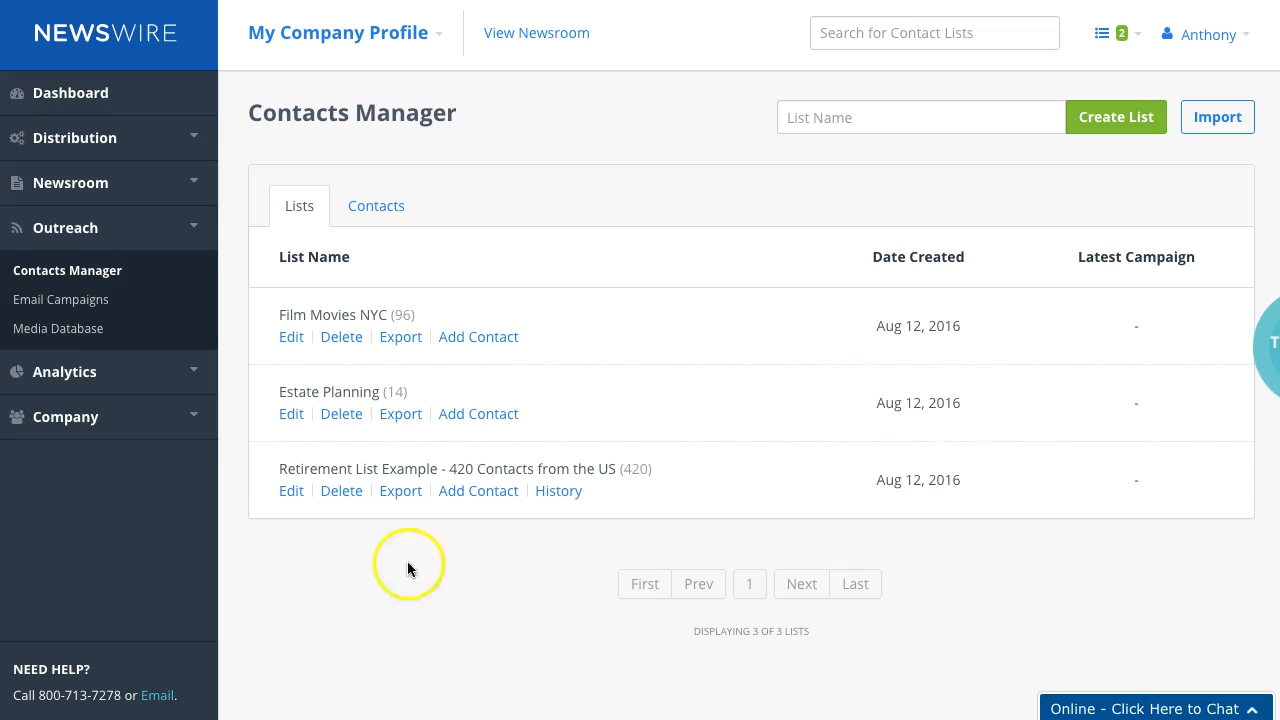 NEWSWIRE
My Company Profile
View Newsroom
Search for Contact Lists
2
Anthony
Dashboard
Distribution
Newsroom
Outreach
Contacts Manager
Email Campaigns
Media Database
Analytics
Company
NEED HELP?
Call 800-713-7278 or Email.
Contacts Manager
List Name
Create List
Import
Lists
Contacts
List Name Date Created Latest Campaign
Film Movies NYC (96)
Edit Delete Export Add Contact
Aug 12, 2016 -
Estate Planning (14)
Edit Delete Export Add Contact
Aug 12, 2016 -
Retirement List Example - 420 Contacts from the US (420)
Edit Delete Export Add Contact History
Aug 12, 2016 -
First Prev 1 Next Last
DISPLAYING 3 OF 3 LISTS
T
Online - Click Here to Chat